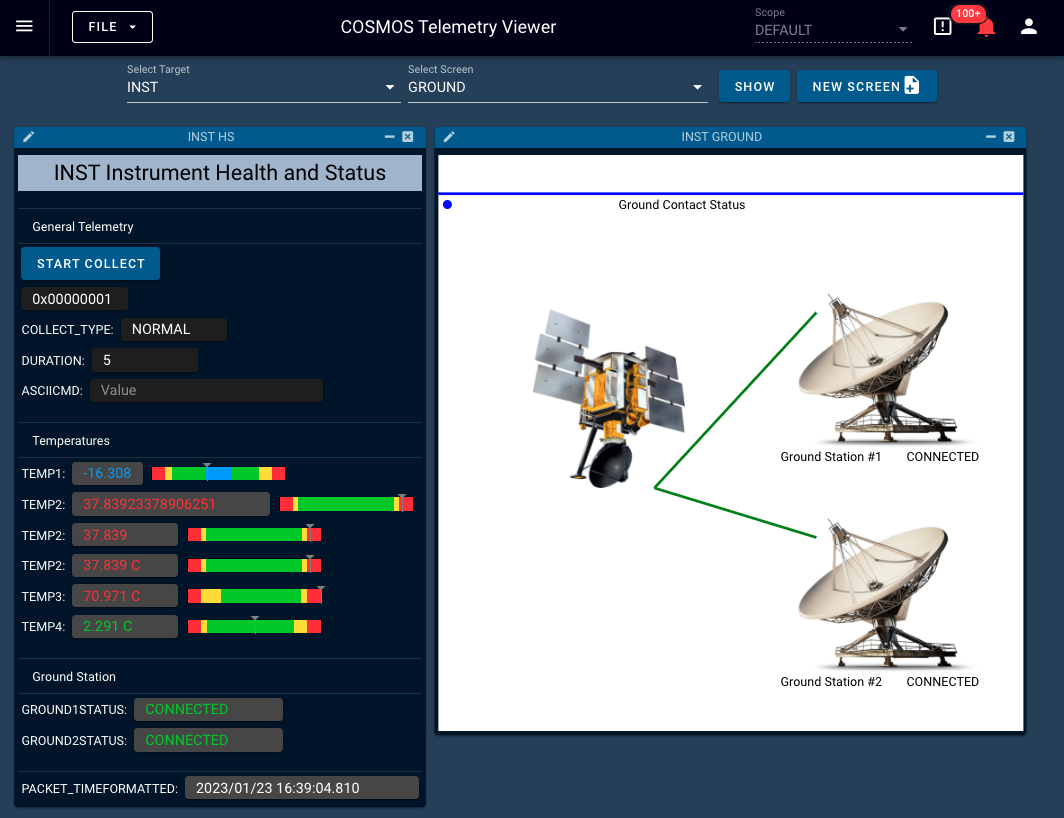 FILE
COSMOS Telemetry Viewer
Scope
DEFAULT
100+
Select Target
INST
Select Screen
GROUND
SHOW
NEW SCREEN
INST HS
INST Instrument Health and Status
General Telemetry
START COLLECT
0x00000001
COLLECT_TYPE: NORMAL
DURATION: 5
ASCIICMD: Value
Temperatures
TEMP1: -16.308
TEMP2: 37.83923378906251
TEMP2: 37.839
TEMP2: 37.839 C
TEMP3: 70.971 C
TEMP4: 2.291 C
Ground Station
GROUND1STATUS: CONNECTED
GROUND2STATUS: CONNECTED
PACKET_TIMEFORMATTED: 2023/01/23 16:39:04.810
INST GROUND
Ground Contact Status
Ground Station #1 CONNECTED
Ground Station #2 CONNECTED